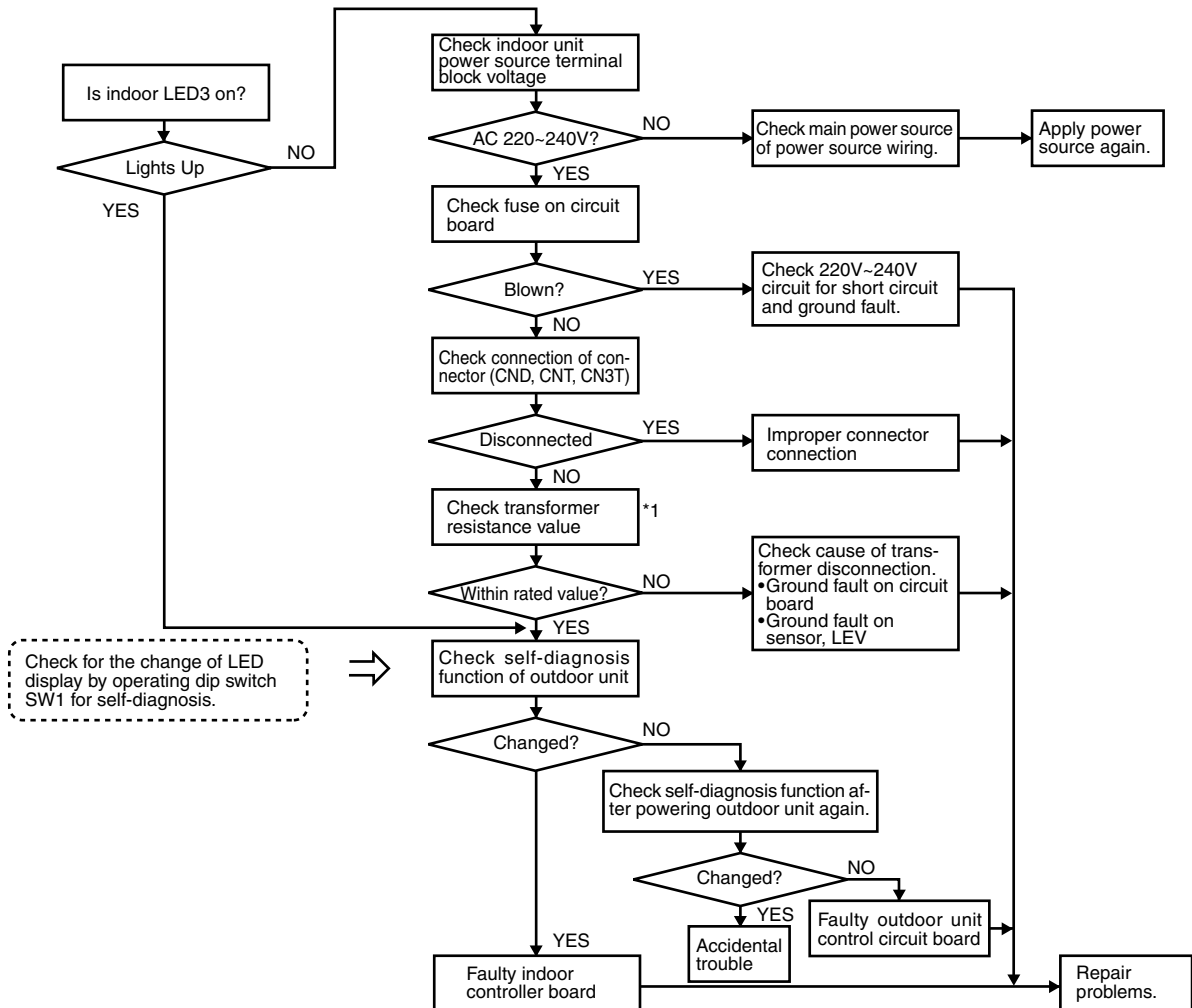 Is indoor LED3 on?
Lights Up
NO
YES
Check indoor unit
power source terminal
block voltage
AC 220~240V?
NO
YES
Check main power source
of power source wiring.
Apply power
source again.
Check fuse on circuit
board
Blown?
YES
NO
Check 220V~240V
circuit for short circuit
and ground fault.
Check connection of con-
nector (CND, CNT, CN3T)
Disconnected
YES
NO
Improper connector
connection
Check transformer
resistance value
*1
Within rated value?
NO
YES
Check cause of trans-
former disconnection.
•Ground fault on circuit
board
•Ground fault on
sensor, LEV
Check for the change of LED
display by operating dip switch
SW1 for self-diagnosis.
Check self-diagnosis
function of outdoor unit
Changed?
NO
YES
Check self-diagnosis function af-
ter powering outdoor unit again.
Changed?
NO
YES
Accidental
trouble
Faulty outdoor unit
control circuit board
Faulty indoor
controller board
Repair
problems.